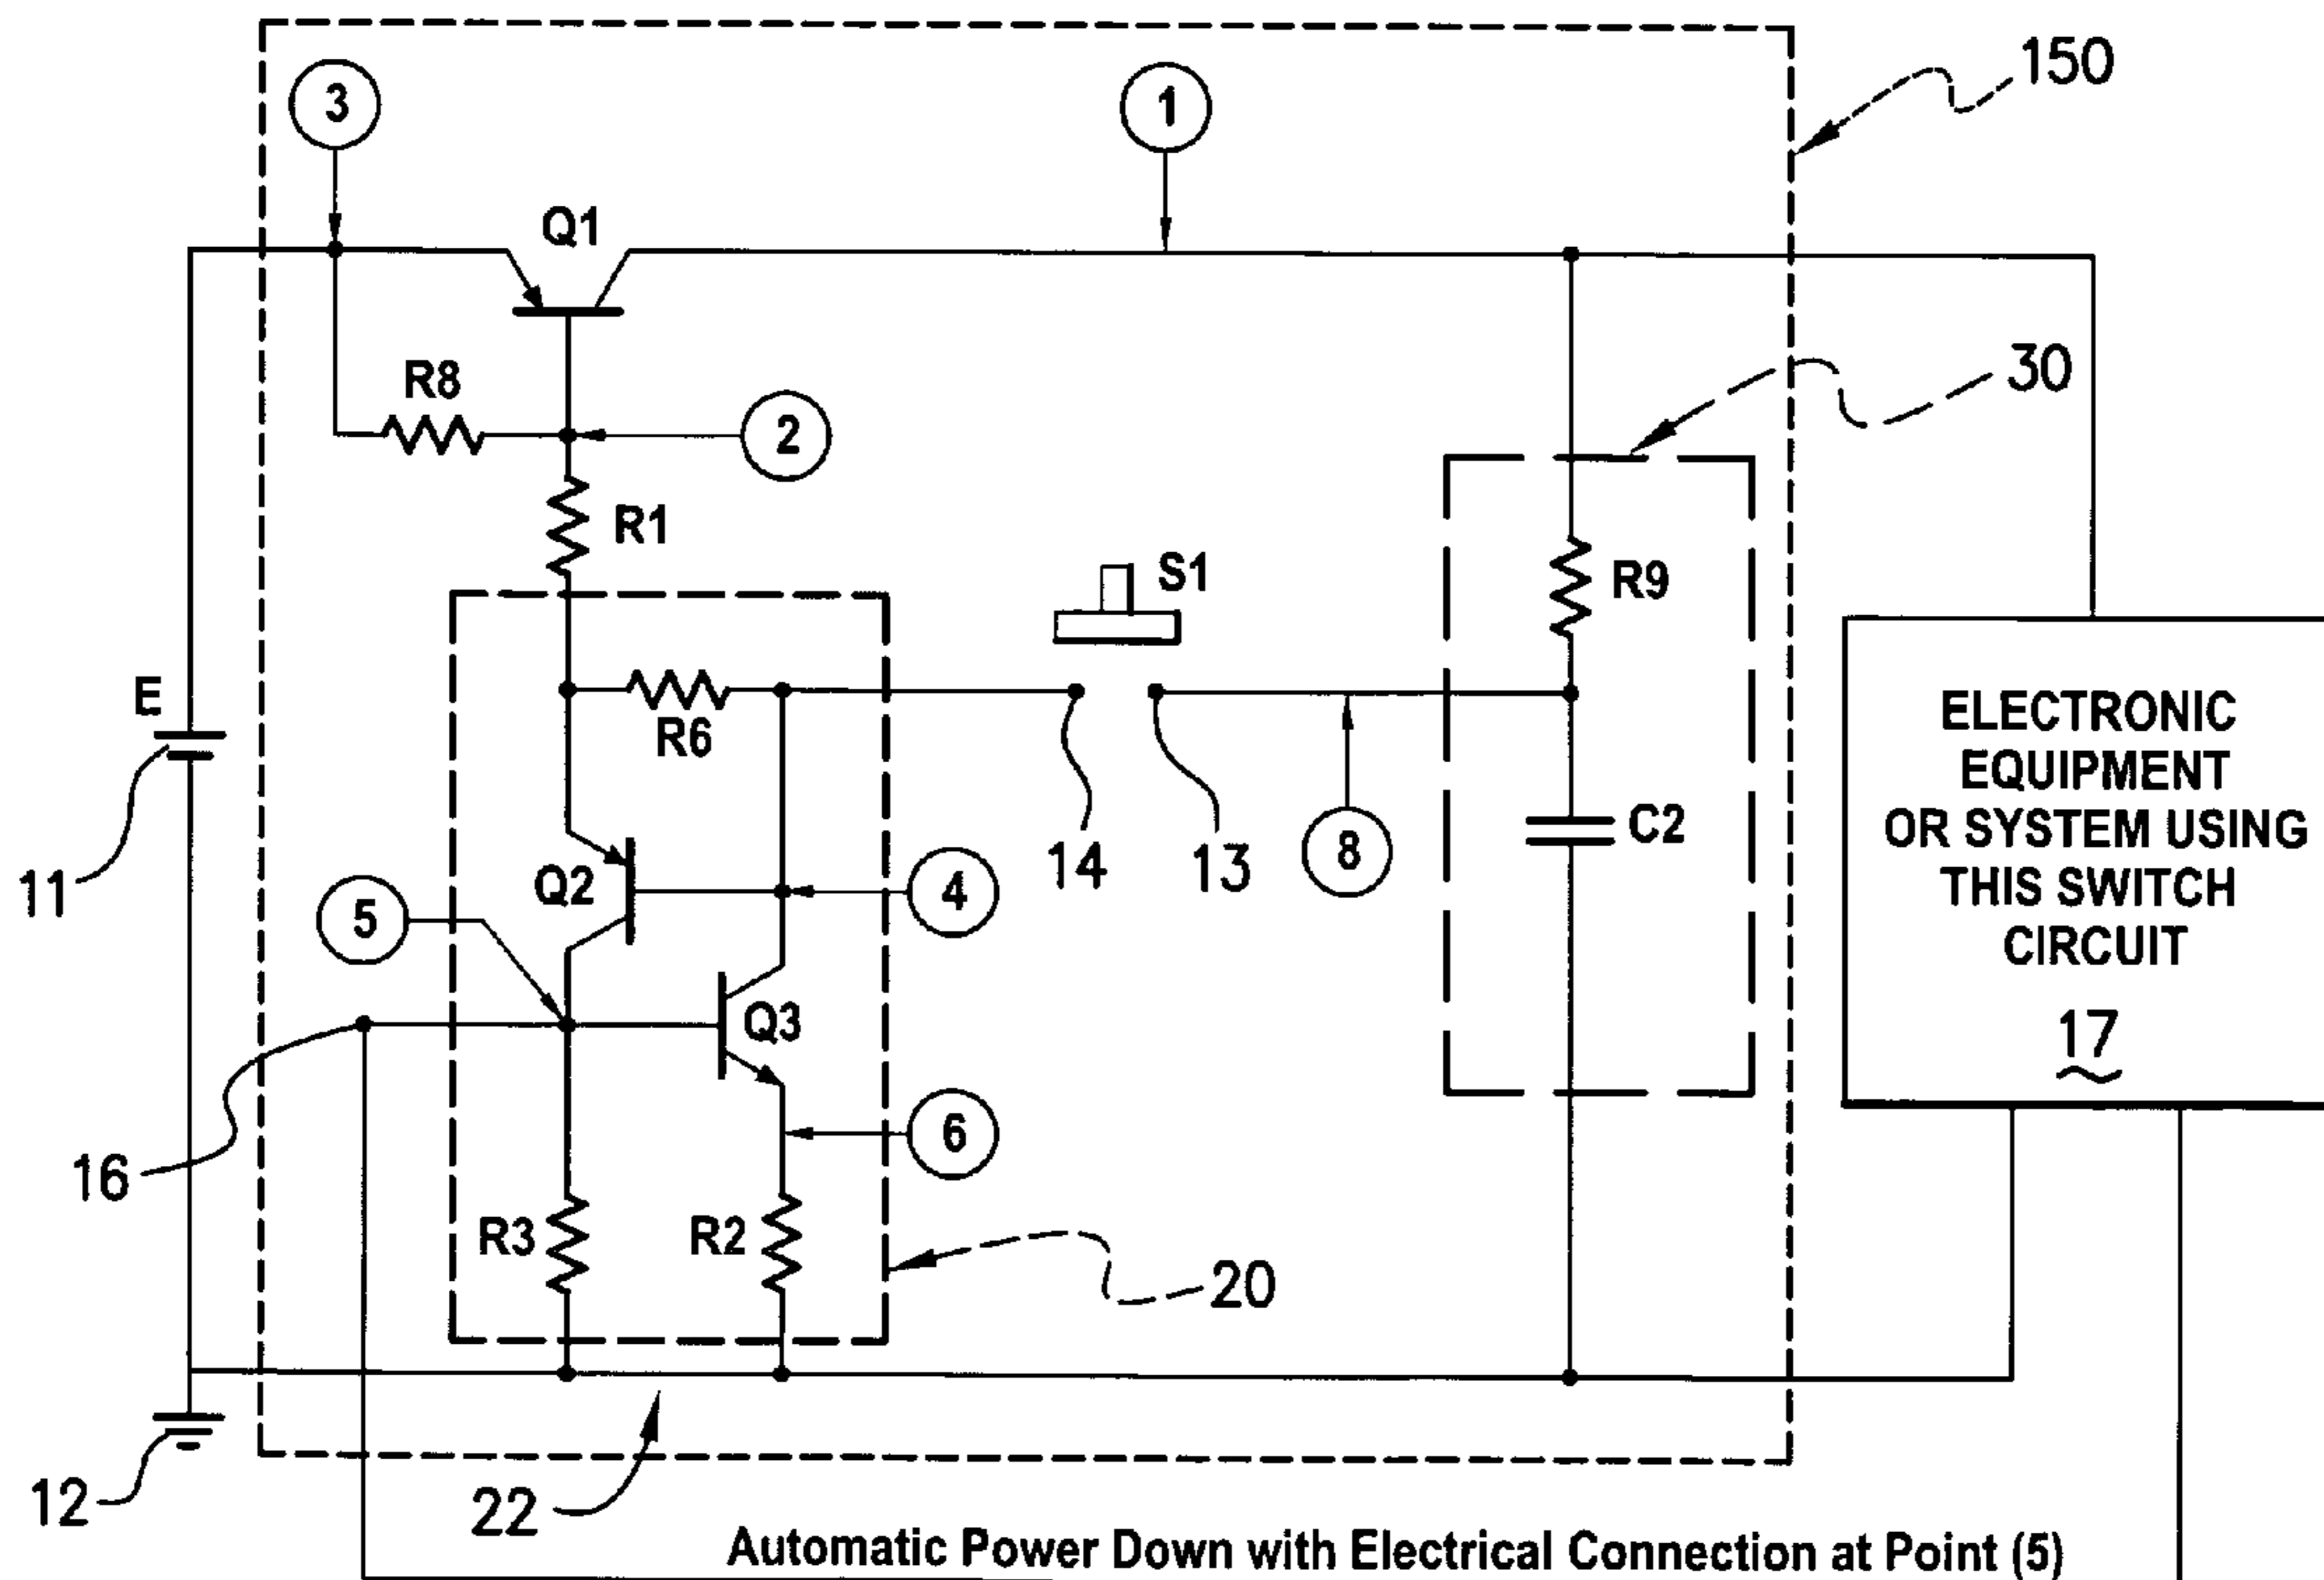 150
3
1
Q1
30
R8
2
R1
S1
R9
E
R6
ELECTRONIC
EQUIPMENT
OR SYSTEM USING
THIS SWITCH
CIRCUIT
17
C2
14
13
8
11
Q2
4
5
Q3
6
16
R3
R2
20
12
22
Automatic Power Down with Electrical Connection at Point (5)